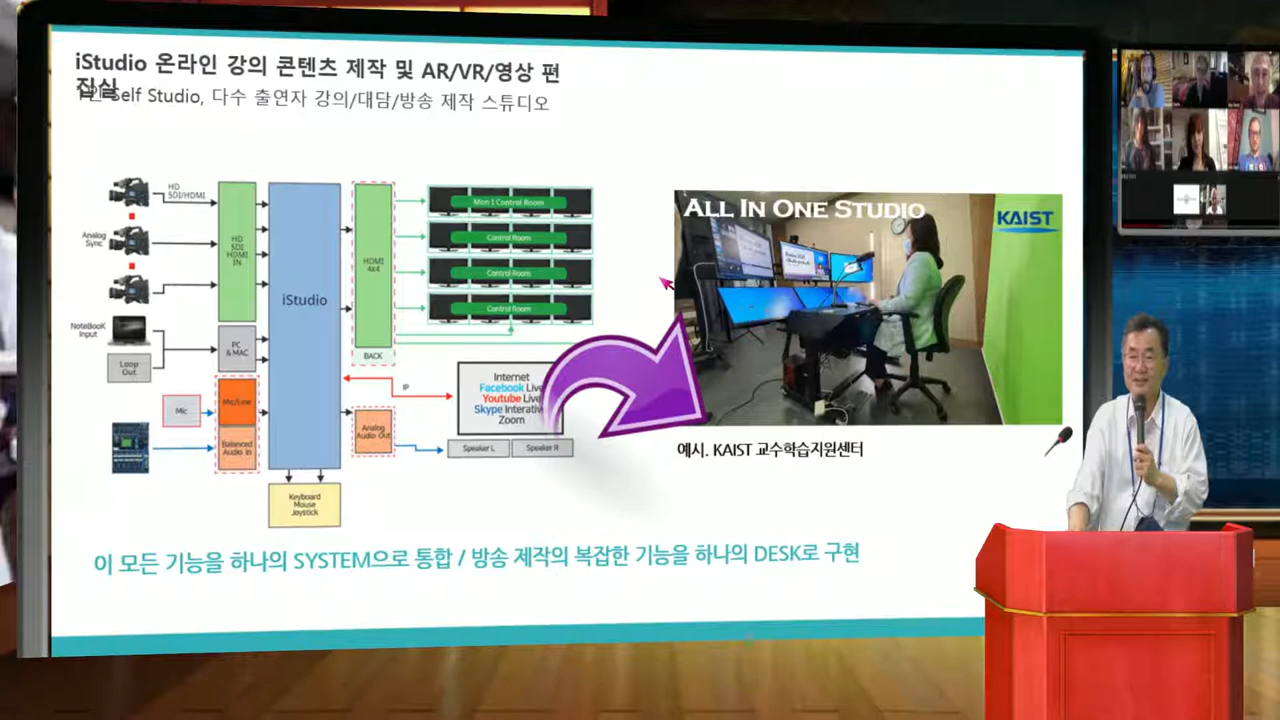 iStudio 온라인 강의 콘텐츠 제작 및 AR/VR/영상 편
집실
1인 Self Studio, 다수 출연자 강의/대담/방송 제작 스튜디오
HD
SDI/HDMI
Analog
Sync
NoteBooK
Input
Loop
Out
Mic
HD
SDI
HDMI
IN
PC
& MAC
Mic/Line
Balanced
Audio In
iStudio
Keyboard
Mouse
Joystick
HDMI
4x4
BACK
IP
Analog
Audio Out
Mon 1 Control Room
Control Room
Control Room
Control Room
Internet
Facebook Live
Youtube Live
Skype Interative
Zoom
Speaker L
Speaker R
ALL IN ONE STUDIO
KAIST
예시. KAIST 교수학습지원센터
이 모든 기능을 하나의 SYSTEM으로 통합 / 방송 제작의 복잡한 기능을 하나의 DESK로 구현